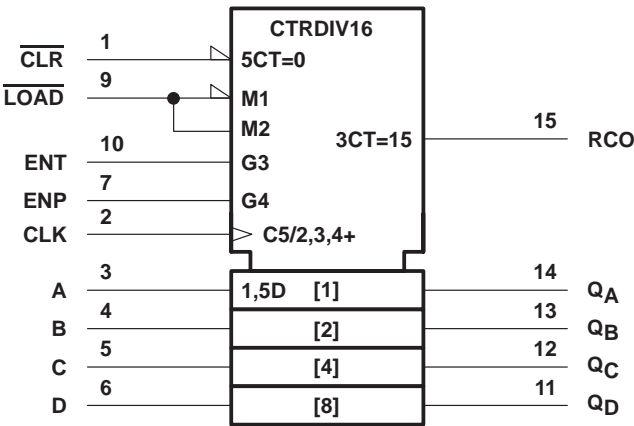 CTRDIV16
CLR 1 5CT=0
LOAD 9 M1
M2
3CT=15 15 RCO
ENT 10 G3
ENP 7 G4
CLK 2 C5/2,3,4+
A 3 1,5D [1] 14 QA
B 4 [2] 13 QB
C 5 [4] 12 QC
D 6 [8] 11 QD